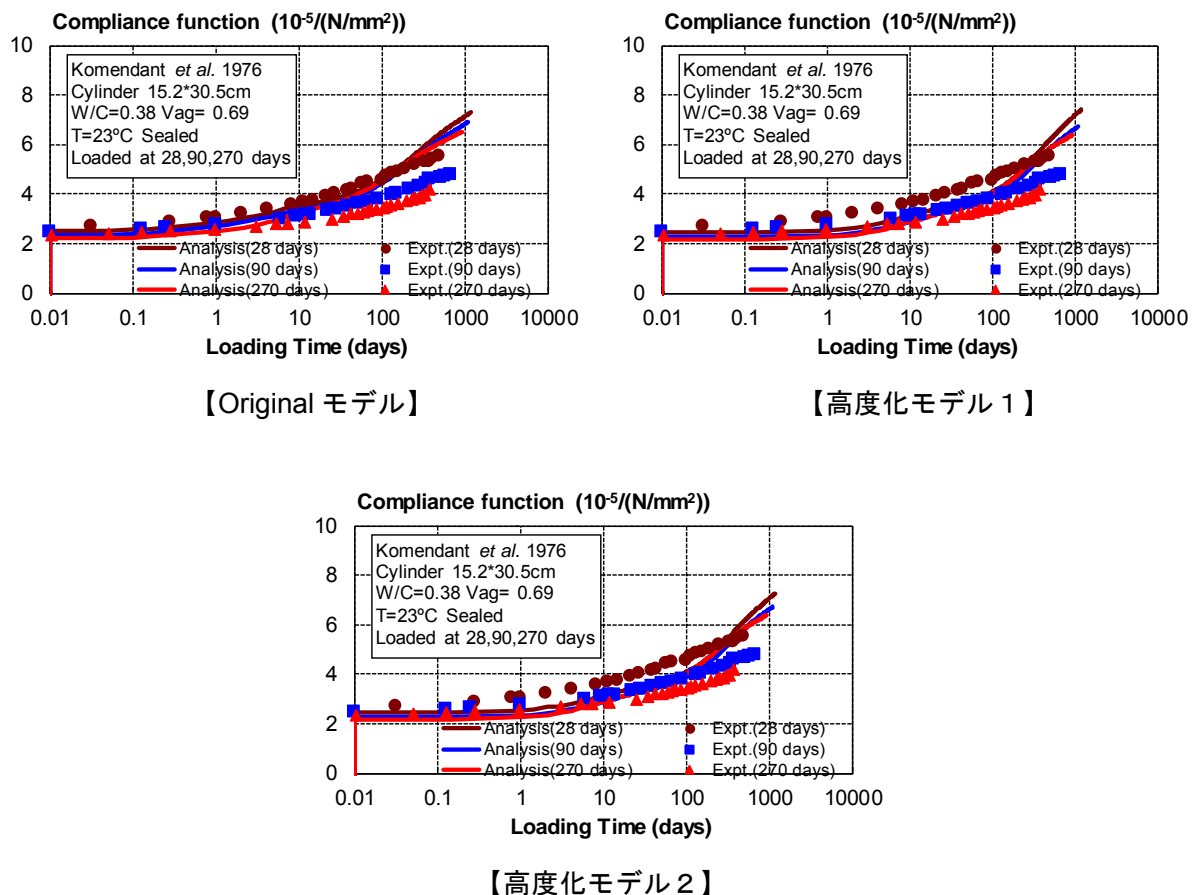 Compliance function (10-5/(N/mm2))
10
8
6
4
2
0
Komendant et al. 1976
Cylinder 15.2*30.5cm
W/C=0.38 Vag= 0.69
T=23ºC Sealed
Loaded at 28,90,270 days
Analysis(28 days)
Analysis(90 days)
Analysis(270 days)
Expt.(28 days)
Expt.(90 days)
Expt.(270 days)
0.01 0.1 1 10 100 1000 10000
Loading Time (days)
【Original モデル】
Compliance function (10-5/(N/mm2))
10
8
6
4
2
0
Komendant et al. 1976
Cylinder 15.2*30.5cm
W/C=0.38 Vag= 0.69
T=23ºC Sealed
Loaded at 28,90,270 days
Analysis(28 days)
Analysis(90 days)
Analysis(270 days)
Expt.(28 days)
Expt.(90 days)
Expt.(270 days)
0.01 0.1 1 10 100 1000 10000
Loading Time (days)
【高度化モデル１】
Compliance function (10-5/(N/mm2))
10
8
6
4
2
0
Komendant et al. 1976
Cylinder 15.2*30.5cm
W/C=0.38 Vag= 0.69
T=23ºC Sealed
Loaded at 28,90,270 days
Analysis(28 days)
Analysis(90 days)
Analysis(270 days)
Expt.(28 days)
Expt.(90 days)
Expt.(270 days)
0.01 0.1 1 10 100 1000 10000
Loading Time (days)
【高度化モデル２】